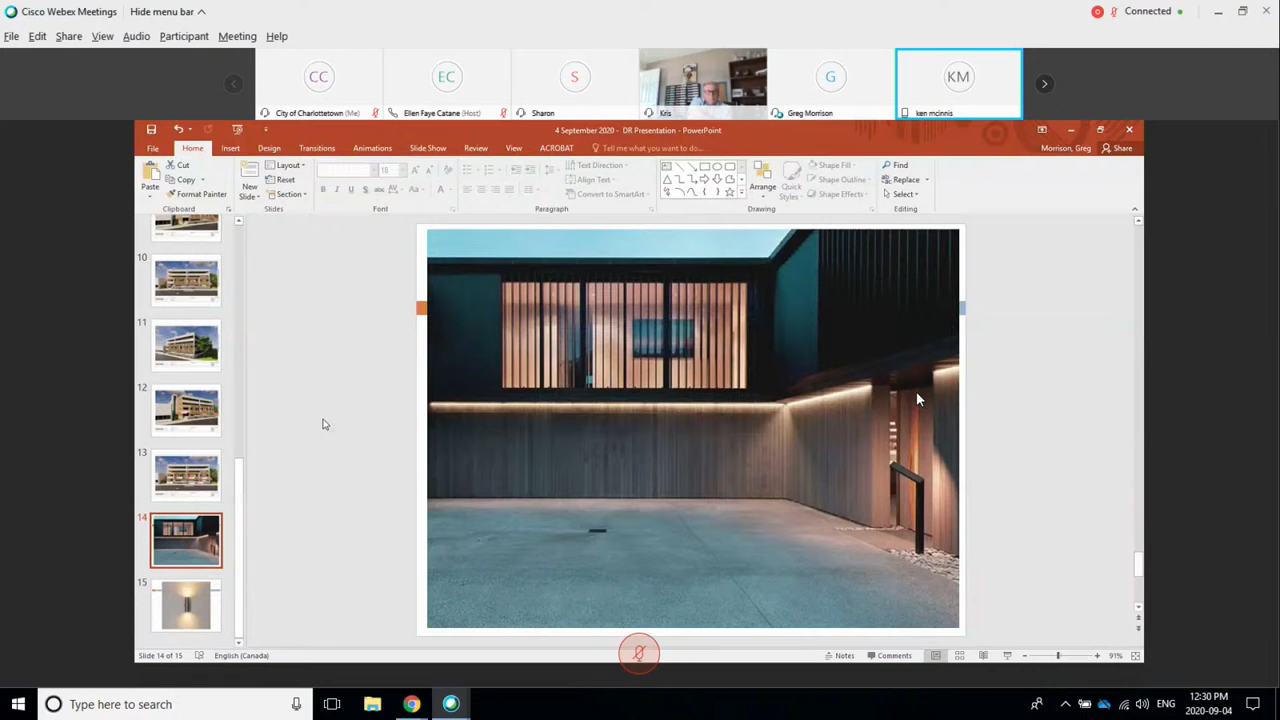 Cisco Webex Meetings Hide menu bar
Connected
File Edit Share View Audio Participant Meeting Help
CC EC S G KM
City of Charlottetown (Me) Ellen Faye Catane (Host) Sharon Kris Greg Morrison ken mcinnis
4 September 2020 - DR Presentation - PowerPoint
File Home Insert Design Transitions Animations Slide Show Review View ACROBAT Tell me what you want to do... Morrison, Greg Share
Paste
Cut
Copy
Format Painter
Clipboard
New Slide
Layout
Reset
Section
Slides
18
B I U S abc AV Aa A
Font
Text Direction
Align Text
Convert to SmartArt
Paragraph
Arrange
Quick Styles
Shape Fill
Shape Outline
Shape Effects
Drawing
Find
Replace
Select
Editing
10
11
12
13
14
15
Slide 14 of 15 English (Canada) Notes Comments 91%
Type here to search
ENG
12:30 PM
2020-09-04